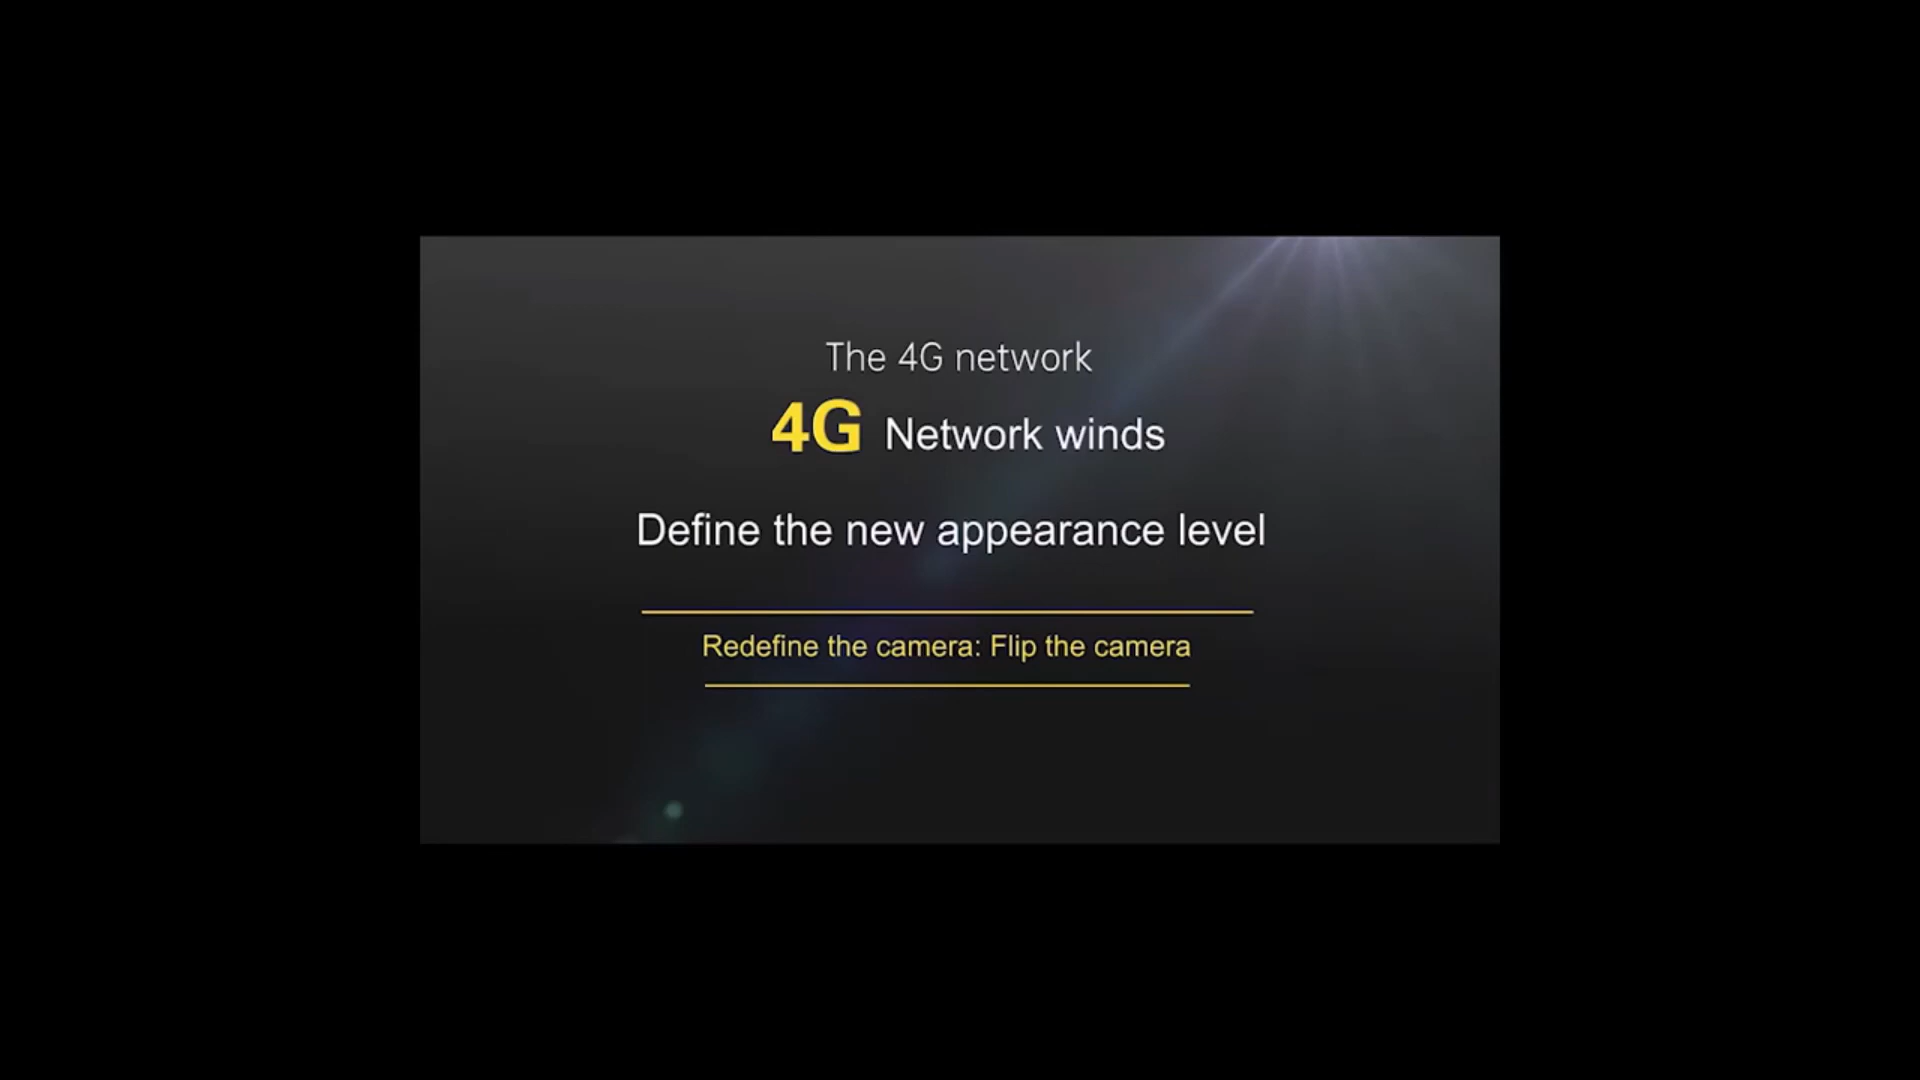 The 4G network
4G Network winds
Define the new appearance level
Redefine the camera: Flip the camera